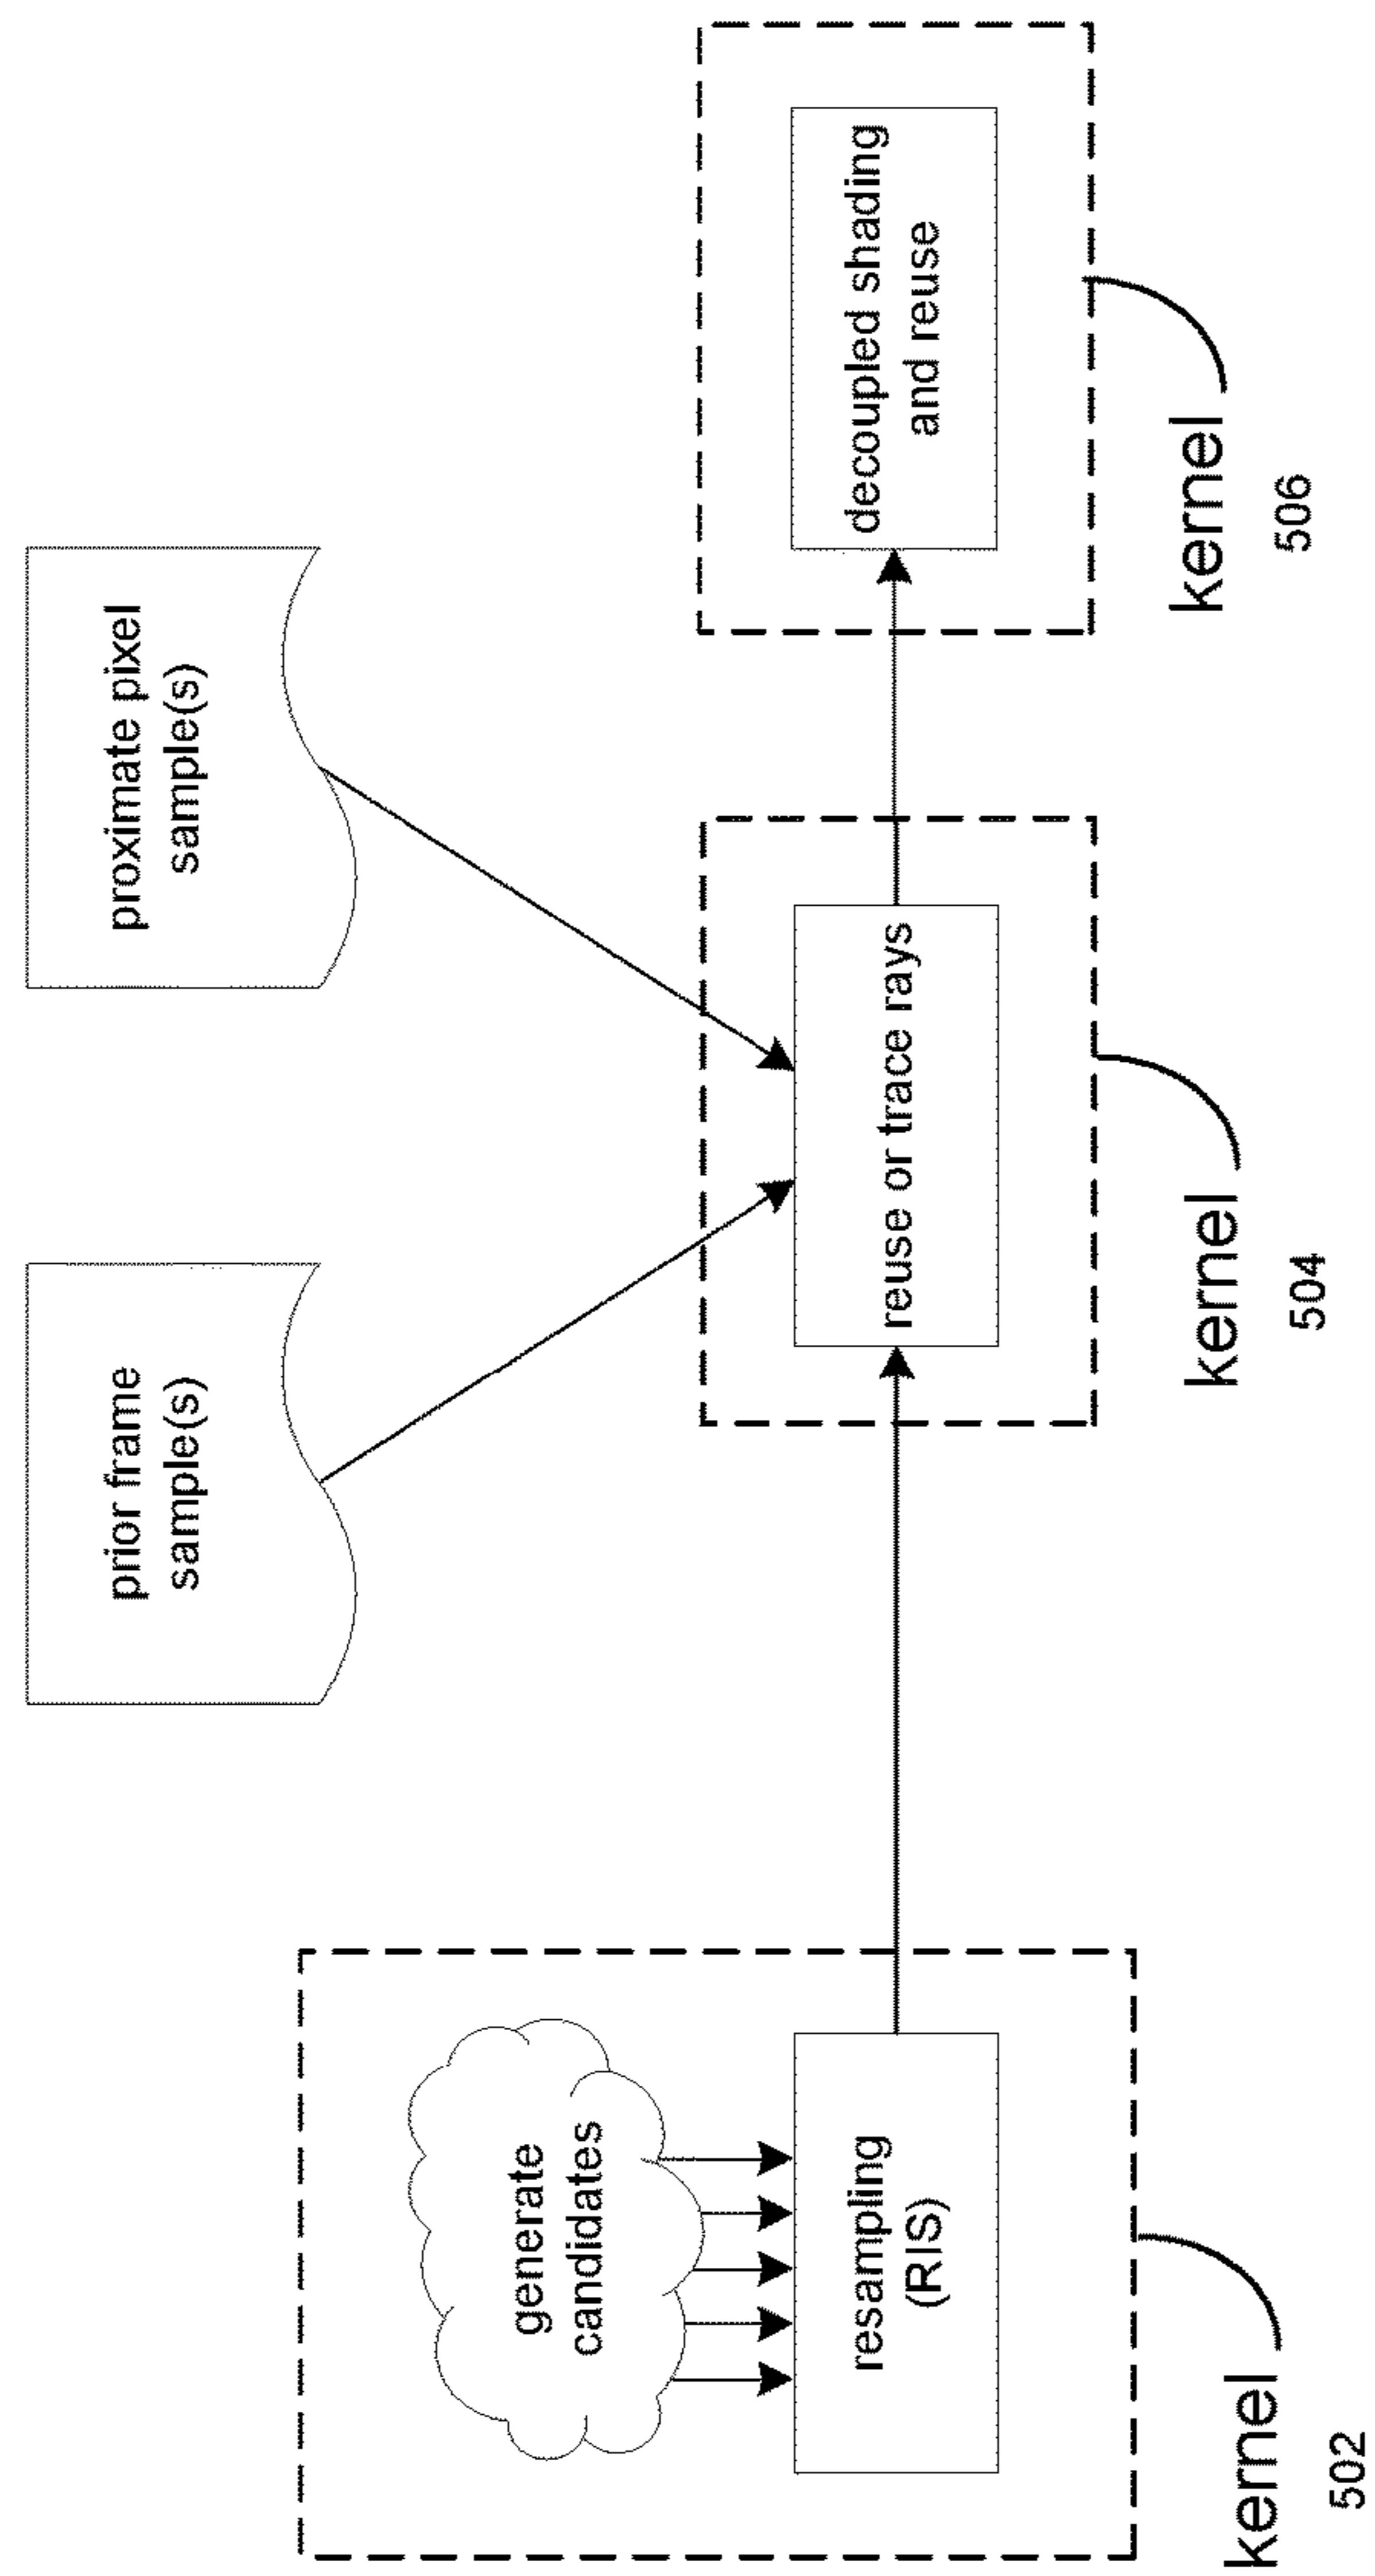 prior frame
sample(s)
proximate pixel
sample(s)
generate
candidates
resampling
(RIS)
reuse or trace rays
decoupled shading
and reuse
kernel
502
kernel
504
kernel
506